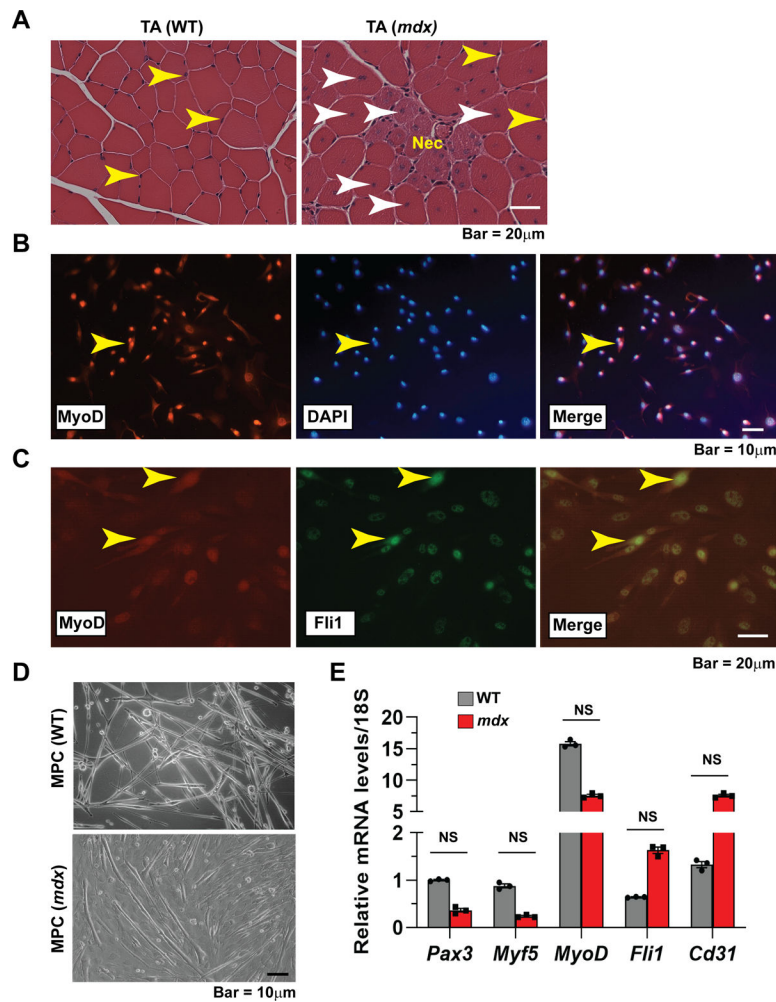 A
TA (WT)
TA (mdx)
Nec
Bar = 20μm
B
MyoD
DAPI
Merge
Bar = 10μm
C
MyoD
Fli1
Merge
Bar = 20μm
D
MPC (WT)
MPC (mdx)
Bar = 10μm
E
WT
mdx
Relative mRNA levels/18S
20
15
10
5
2
1
0
NS
NS
NS
NS
NS
Pax3
Myf5
MyoD
Fli1
Cd31